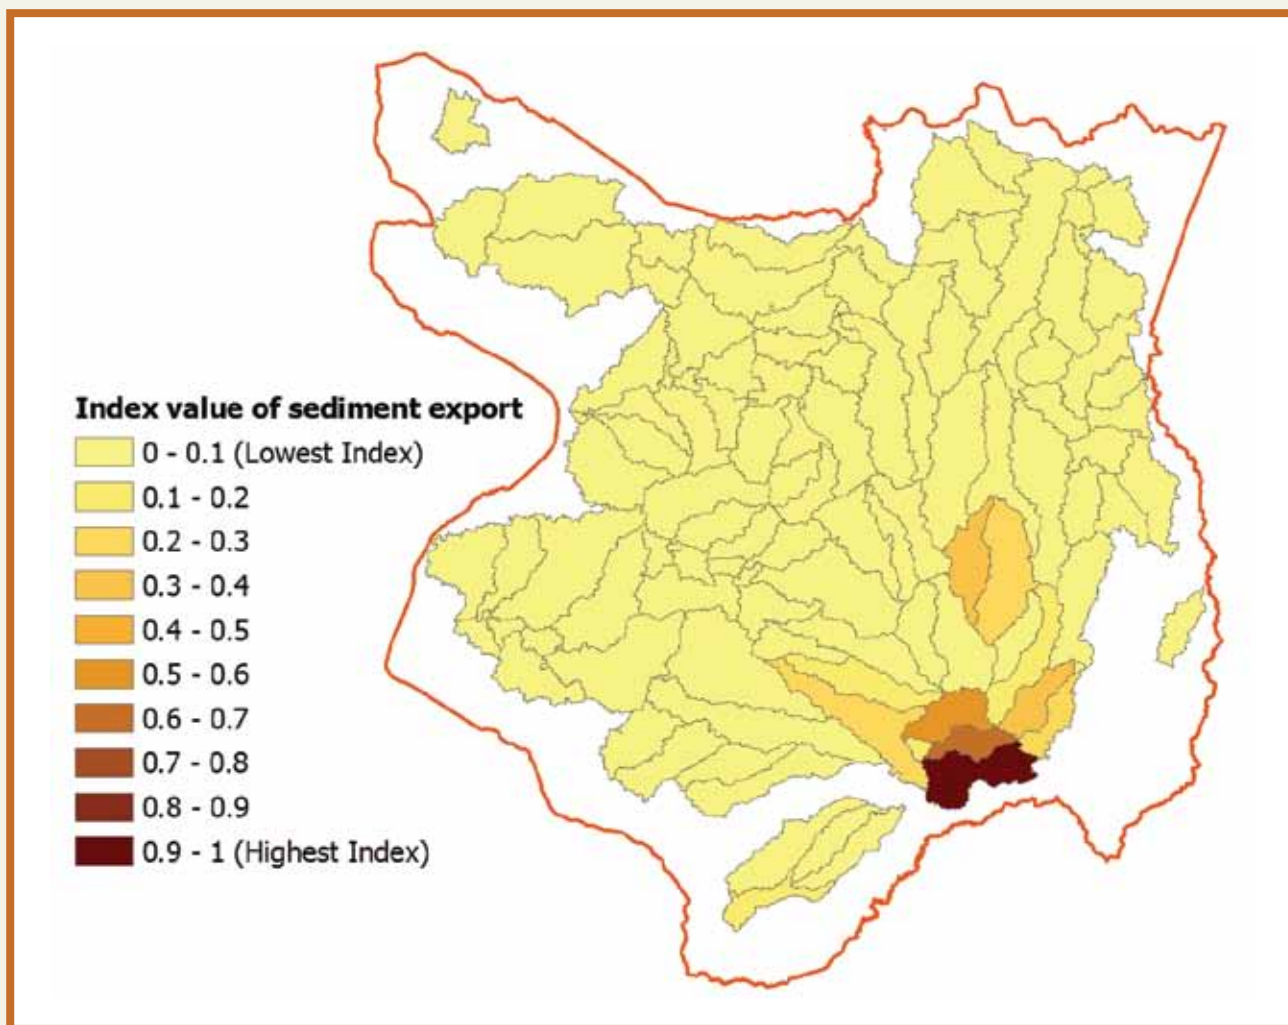 Index value of sediment export
0 - 0.1 (Lowest Index)
0.1 - 0.2
0.2 - 0.3
0.3 - 0.4
0.4 - 0.5
0.5 - 0.6
0.6 - 0.7
0.7 - 0.8
0.8 - 0.9
0.9 - 1 (Highest Index)